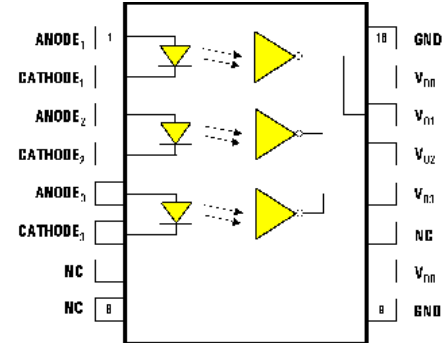 ANODE1 1
CATHODE1
ANODE2
CATHODE2
ANODE3
CATHODE3
NC
NC 8
16 GND
VDD
VO1
VO2
VO3
NC
VDD
9 GND